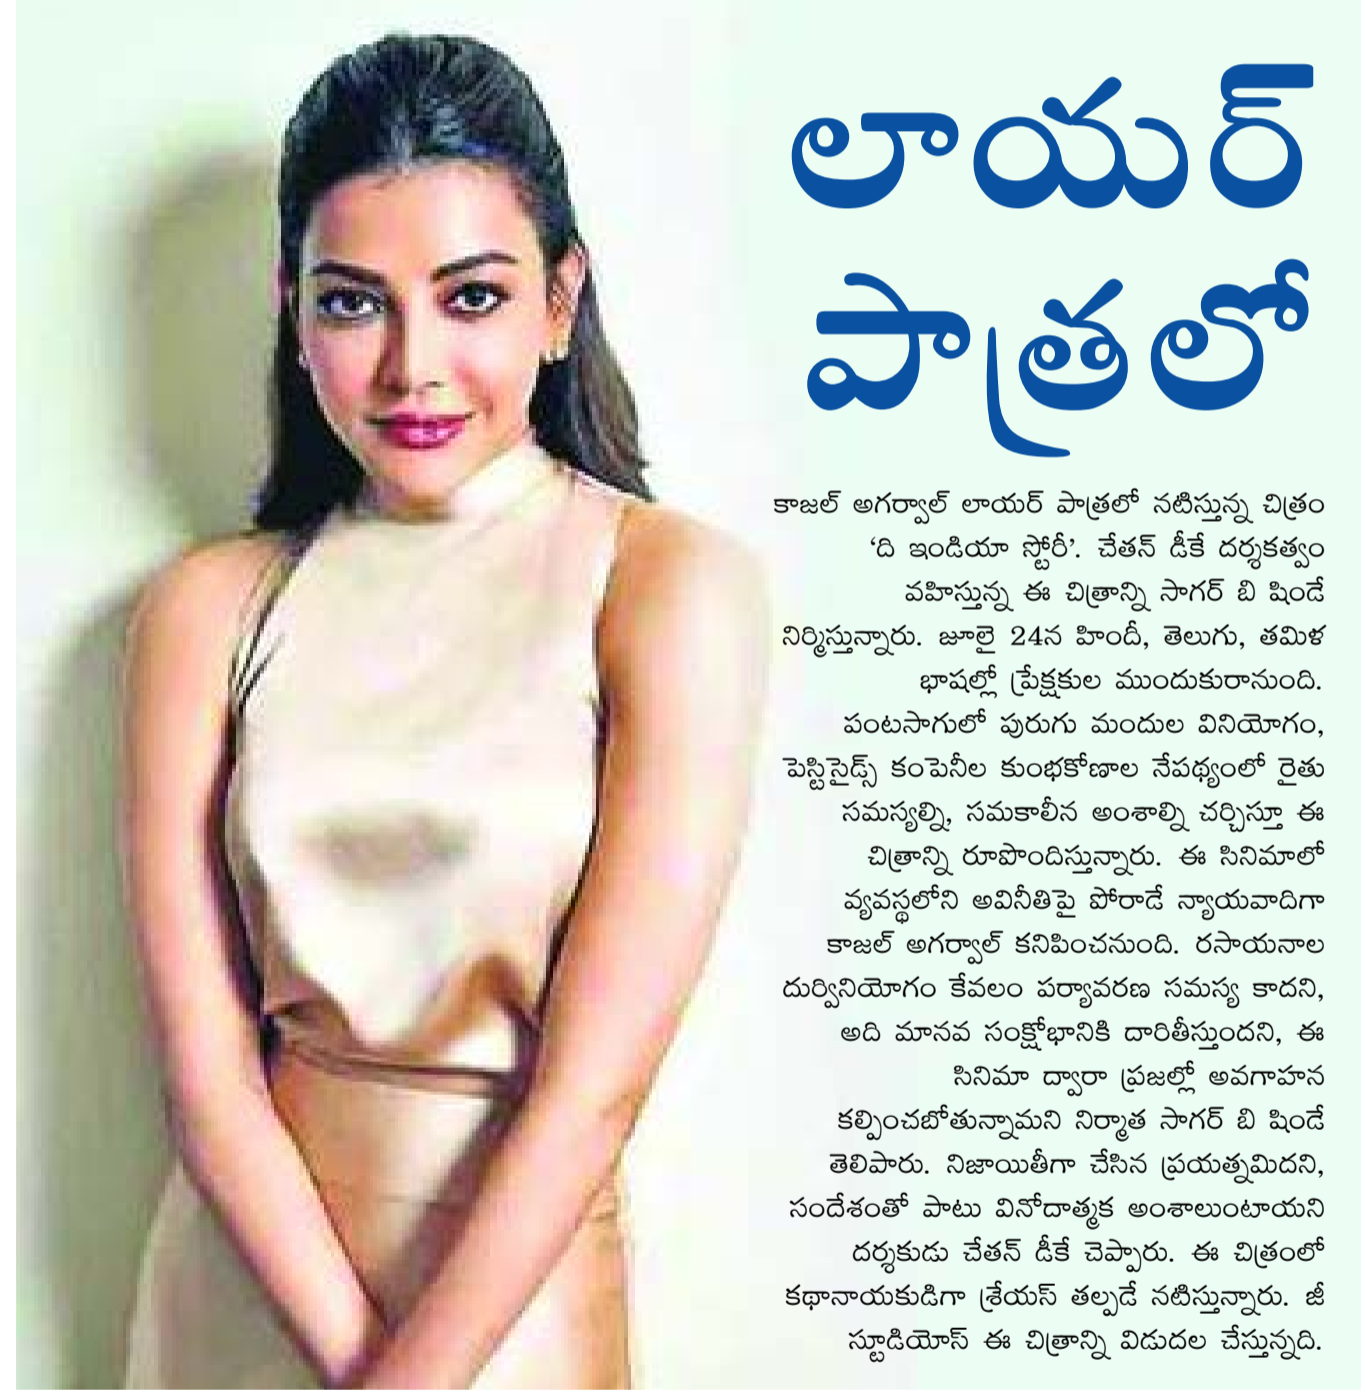 లాయర్
పాత్రలో
కాజల్ అగర్వాల్ లాయర్ పాత్రలో నటిస్తున్న చిత్రం
‘ది ఇండియా స్టోరీ’. చేతన్ డీకే దర్శకత్వం
వహిస్తున్న ఈ చిత్రాన్ని సాగర్ బి షిండే
నిర్మిస్తున్నారు. జూలై 24న హిందీ, తెలుగు, తమిళ
భాషల్లో ప్రేక్షకుల ముందుకురానుంది.
పంటసాగులో పురుగు మందుల వినియోగం,
పెస్టిసైడ్స్ కంపెనీల కుంభకోణాల నేపథ్యంలో రైతు
సమస్యల్ని, సమకాలీన అంశాల్ని చర్చిస్తూ ఈ
చిత్రాన్ని రూపొందిస్తున్నారు. ఈ సినిమాలో
వ్యవస్థలోని అవినీతిపై పోరాడే న్యాయవాదిగా
కాజల్ అగర్వాల్ కనిపించనుంది. రసాయనాల
దుర్వినియోగం కేవలం పర్యావరణ సమస్య కాదని,
అది మానవ సంక్షోభానికి దారితీస్తుందని, ఈ
సినిమా ద్వారా ప్రజల్లో అవగాహన
కల్పించబోతున్నామని నిర్మాత సాగర్ బి షిండే
తెలిపారు. నిజాయితీగా చేసిన ప్రయత్నమిదని,
సందేశంతో పాటు వినోదాత్మక అంశాలుంటాయని
దర్శకుడు చేతన్ డీకే చెప్పారు. ఈ చిత్రంలో
కథానాయకుడిగా శ్రేయస్ తల్పడే నటిస్తున్నారు. జీ
స్టూడియోస్ ఈ చిత్రాన్ని విడుదల చేస్తున్నది.